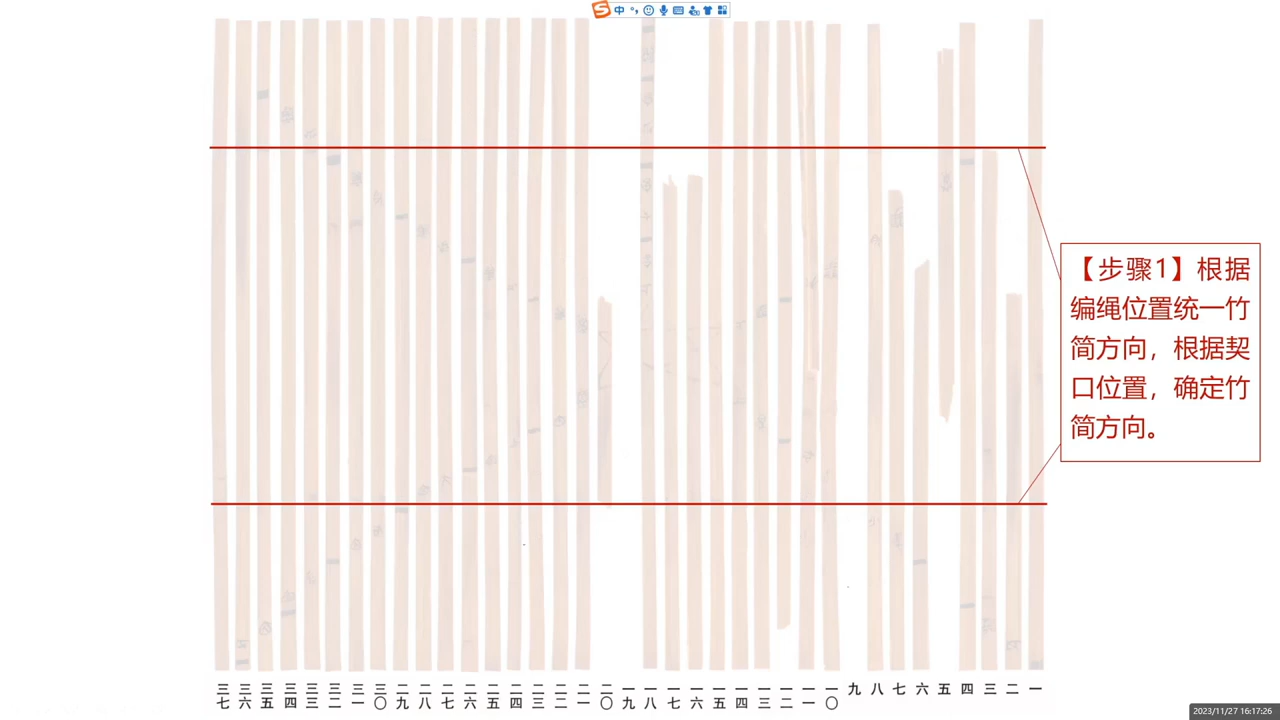 中
【步骤1】根据
编绳位置统一竹
简方向，根据契
口位置，确定竹
简方向。
三七 三六 三五 三四 三三 三二 三一 三〇 二九 二八 二七 二六 二五 二四 二三 二二 二一 二〇 一九 一八 一七 一六 一五 一四 一三 一二 一一 一〇 九 八 七 六 五 四 三 二 一
2023/11/27 16:17:26